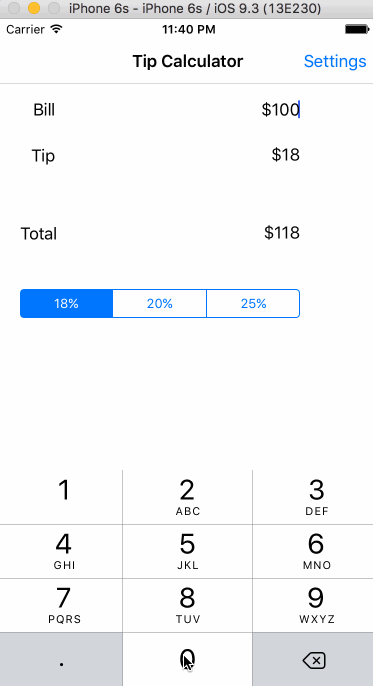 iPhone 6s - iPhone 6s / iOS 9.3 (13E230)
Carrier 11:40 PM
Tip Calculator Settings
Bill $100
Tip $18
Total $118
18% 20% 25%
1 2 3
ABC DEF
4 5 6
GHI JKL MNO
7 8 9
PQRS TUV WXYZ
. 0